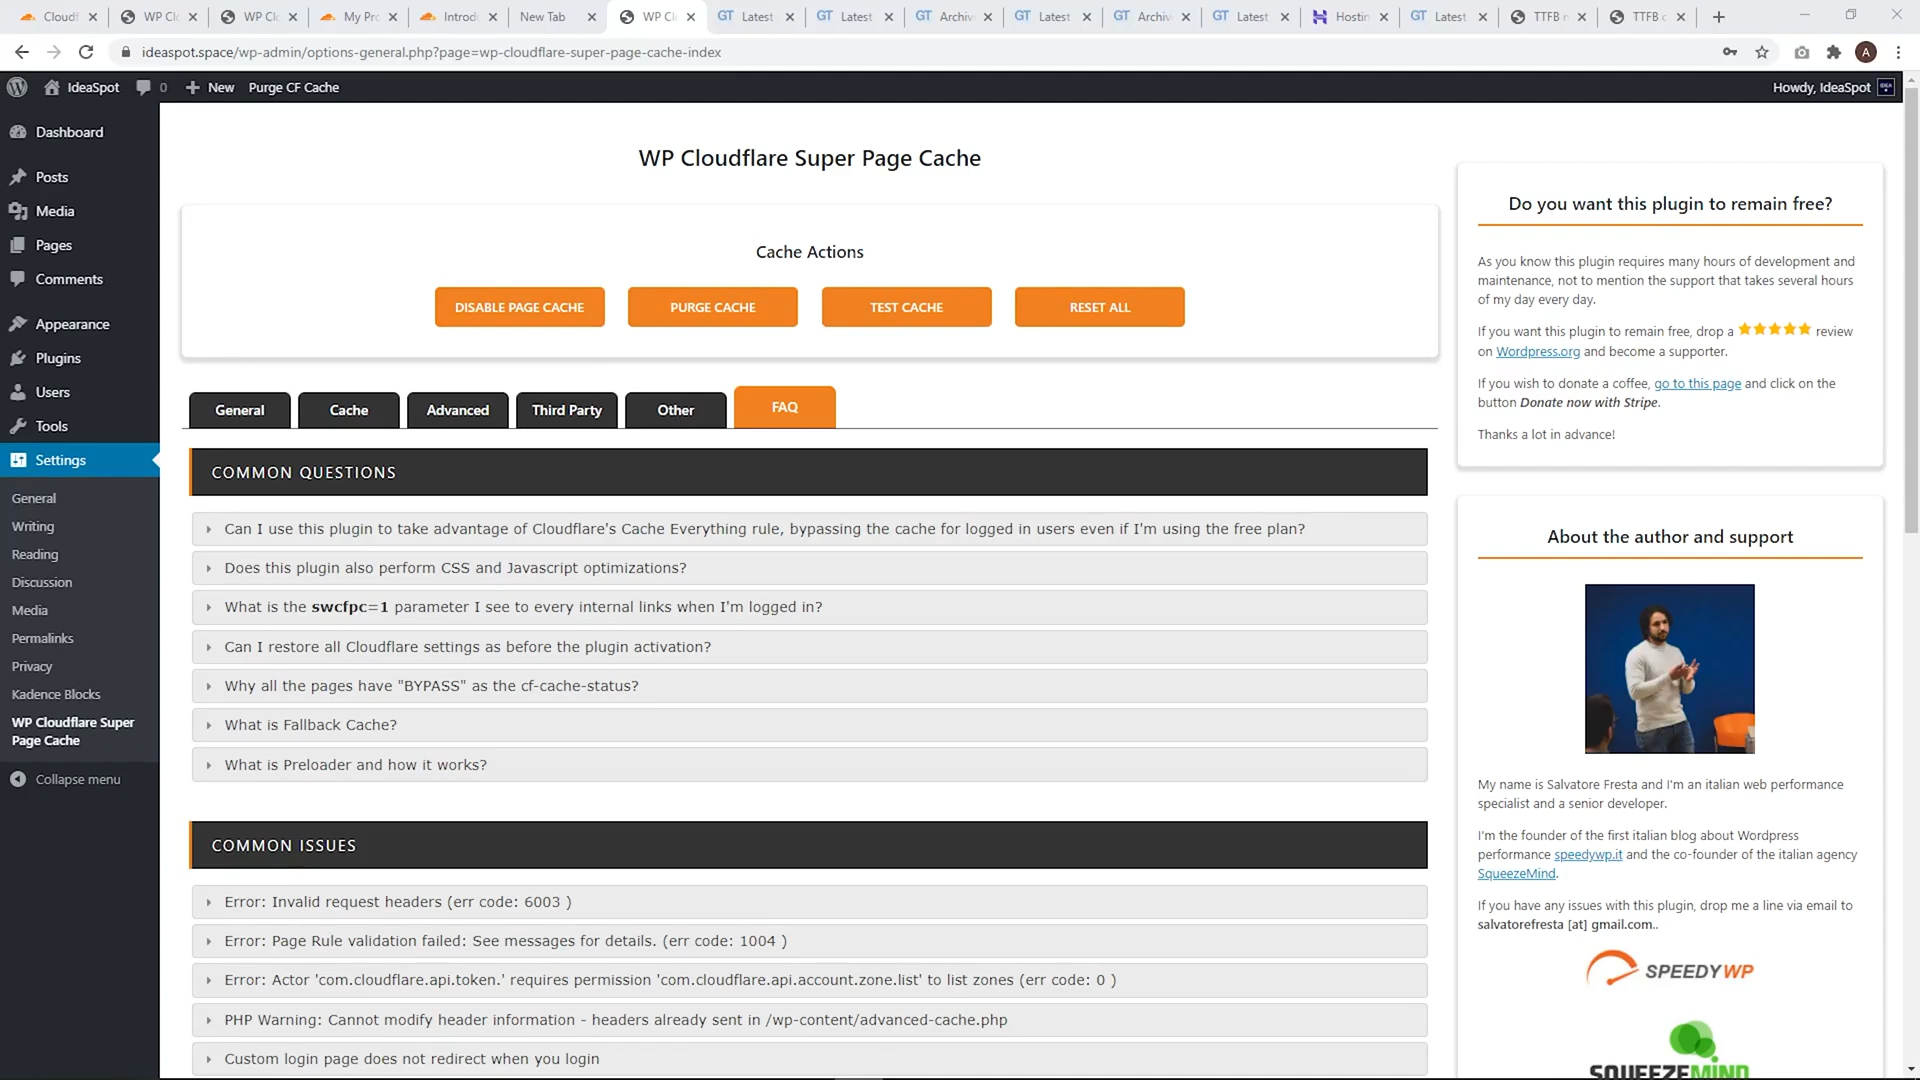 Cloudf
WP Clo
WP Clo
My Pro
Introdu
New Tab
WP Clo
GT Latest
GT Latest
GT Archiv
GT Latest
GT Archiv
GT Latest
Hostin
GT Latest
TTFB
TTFB
ideaspot.space/wp-admin/options-general.php?page=wp-cloudflare-super-page-cache-index
A
IdeaSpot
0
New
Purge CF Cache
Howdy, IdeaSpot
Dashboard
Posts
Media
Pages
Comments
Appearance
Plugins
Users
Tools
Settings
General
Writing
Reading
Discussion
Media
Permalinks
Privacy
Kadence Blocks
WP Cloudflare Super
Page Cache
Collapse menu
WP Cloudflare Super Page Cache
Cache Actions
DISABLE PAGE CACHE
PURGE CACHE
TEST CACHE
RESET ALL
General
Cache
Advanced
Third Party
Other
FAQ
COMMON QUESTIONS
Can I use this plugin to take advantage of Cloudflare's Cache Everything rule, bypassing the cache for logged in users even if I'm using the free plan?
Does this plugin also perform CSS and Javascript optimizations?
What is the swcfpc=1 parameter I see to every internal links when I'm logged in?
Can I restore all Cloudflare settings as before the plugin activation?
Why all the pages have "BYPASS" as the cf-cache-status?
What is Fallback Cache?
What is Preloader and how it works?
COMMON ISSUES
Error: Invalid request headers (err code: 6003 )
Error: Page Rule validation failed: See messages for details. (err code: 1004 )
Error: Actor 'com.cloudflare.api.token.' requires permission 'com.cloudflare.api.account.zone.list' to list zones (err code: 0 )
PHP Warning: Cannot modify header information - headers already sent in /wp-content/advanced-cache.php
Custom login page does not redirect when you login
Do you want this plugin to remain free?
As you know this plugin requires many hours of development and
maintenance, not to mention the support that takes several hours
of my day every day.
If you want this plugin to remain free, drop a ★★★★★ review
on Wordpress.org and become a supporter.
If you wish to donate a coffee, go to this page and click on the
button Donate now with Stripe.
Thanks a lot in advance!
About the author and support
My name is Salvatore Fresta and I'm an italian web performance
specialist and a senior developer.
I'm the founder of the first italian blog about Wordpress
performance speedywp.it and the co-founder of the italian agency
SqueezeMind.
If you have any issues with this plugin, drop me a line via email to
salvatorefresta [at] gmail.com..
SPEEDYWP
SQUEEZEMIND